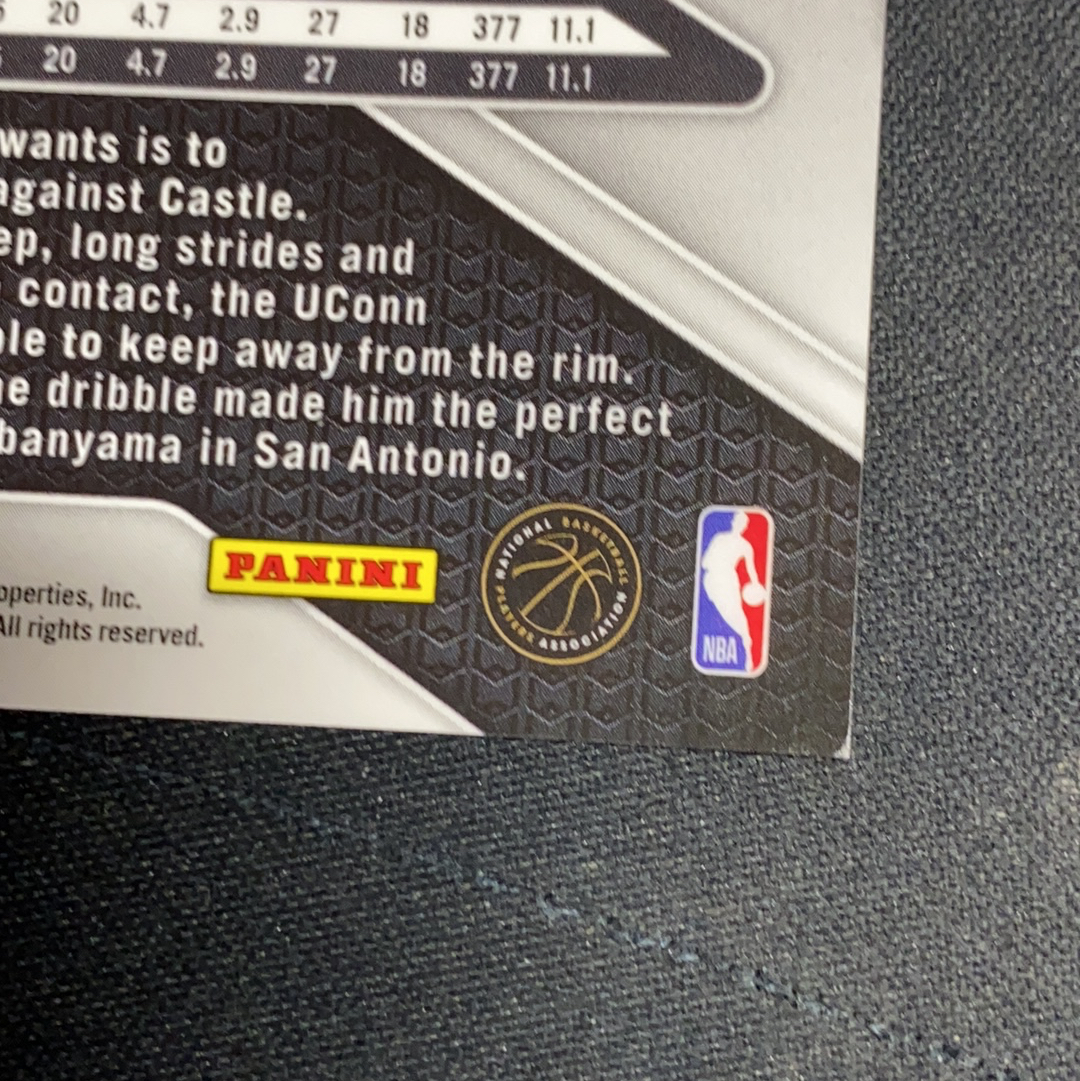 20 4.7 2.9 27 18 377 11.1
20 4.7 2.9 27 18 377 11.1
wants is to
against Castle.
ep, long strides and
contact, the UConn
le to keep away from the rim.
e dribble made him the perfect
banyama in San Antonio.
PANINI
NATIONAL BASKETBALL
PLAYERS ASSOCIATION
NBA
operties, Inc.
All rights reserved.